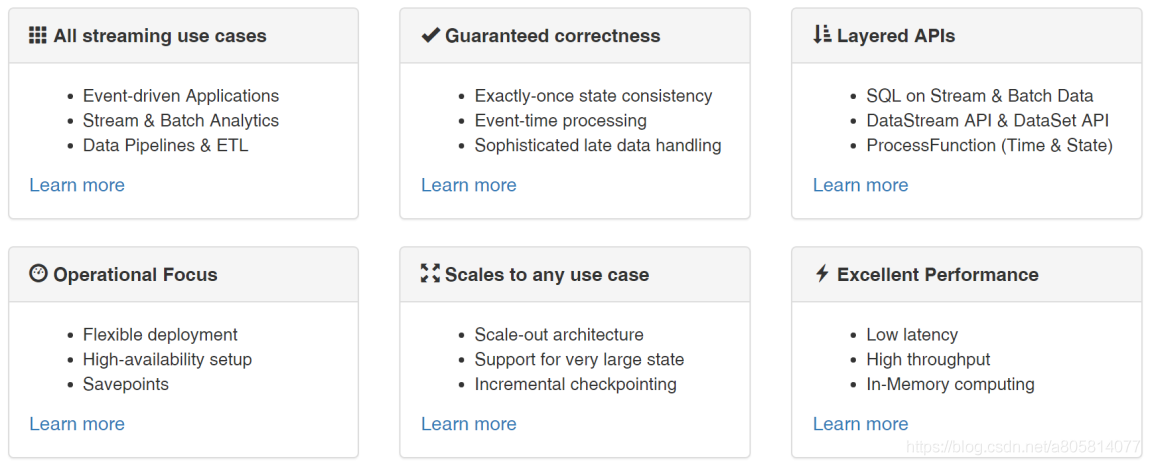 All streaming use cases
Event-driven Applications
Stream & Batch Analytics
Data Pipelines & ETL
Learn more
Guaranteed correctness
Exactly-once state consistency
Event-time processing
Sophisticated late data handling
Learn more
Layered APIs
SQL on Stream & Batch Data
DataStream API & DataSet API
ProcessFunction (Time & State)
Learn more
Operational Focus
Flexible deployment
High-availability setup
Savepoints
Learn more
Scales to any use case
Scale-out architecture
Support for very large state
Incremental checkpointing
Learn more
Excellent Performance
Low latency
High throughput
In-Memory computing
Learn more
https://blog.csdn.net/a805814077